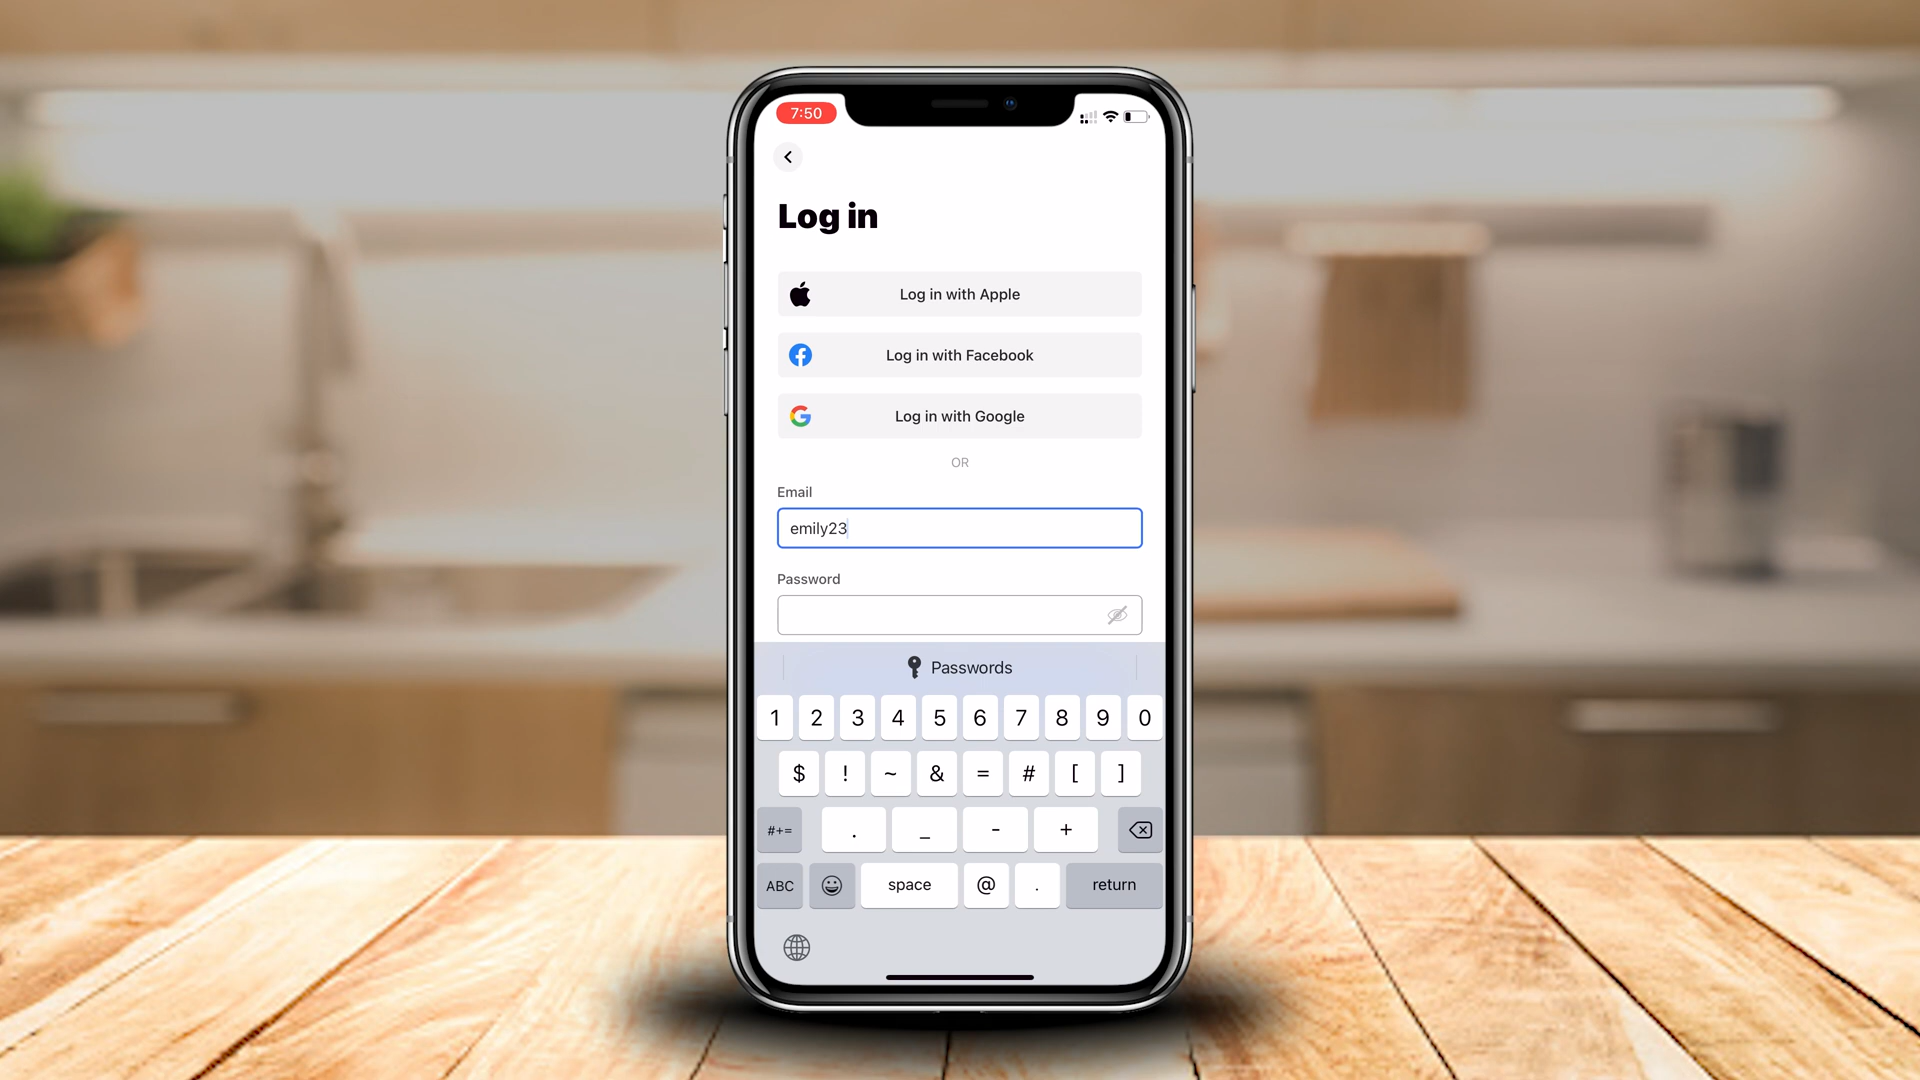 7:50
Log in
Log in with Apple
Log in with Facebook
Log in with Google
OR
Email
emily23
Password
Passwords
1 2 3 4 5 6 7 8 9 0
$ ! ~ & = # [ ]
#+= . _ - +
ABC space @ . return